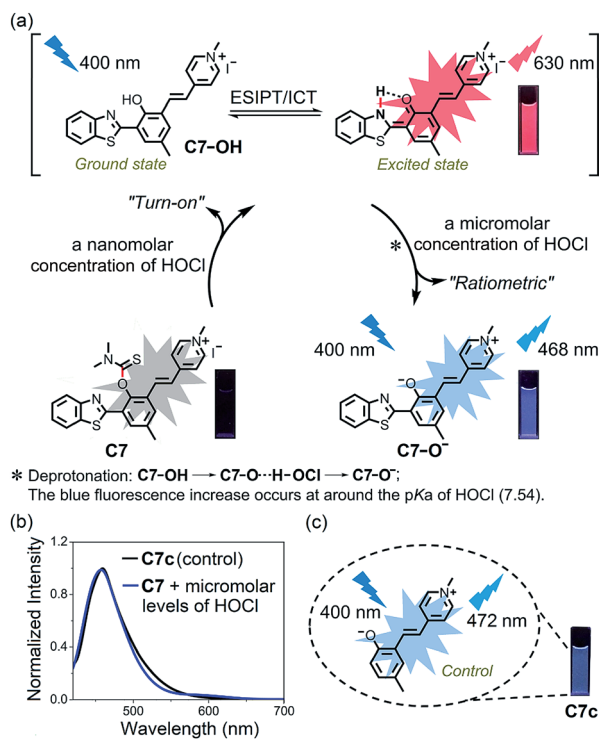 (a)
400 nm
N
S
HO
N+
I−
C7–OH
Ground state
ESIPT/ICT
H
O
N
S
N+
I−
630 nm
Excited state
"Turn-on"
a nanomolar
concentration of HOCl
a micromolar
concentration of HOCl
*
"Ratiometric"
N
S
O
N
S
N+
I−
C7
400 nm
468 nm
−O
N
S
N+
C7–O−
* Deprotonation: C7–OH → C7–O···H–OCl → C7–O−;
The blue fluorescence increase occurs at around the pKa of HOCl (7.54).
(b)
Normalized Intensity
1.2
0.8
0.4
0.0
C7c (control)
C7 + micromolar
levels of HOCl
500
600
700
Wavelength (nm)
(c)
400 nm
472 nm
−O
N+
Control
C7c